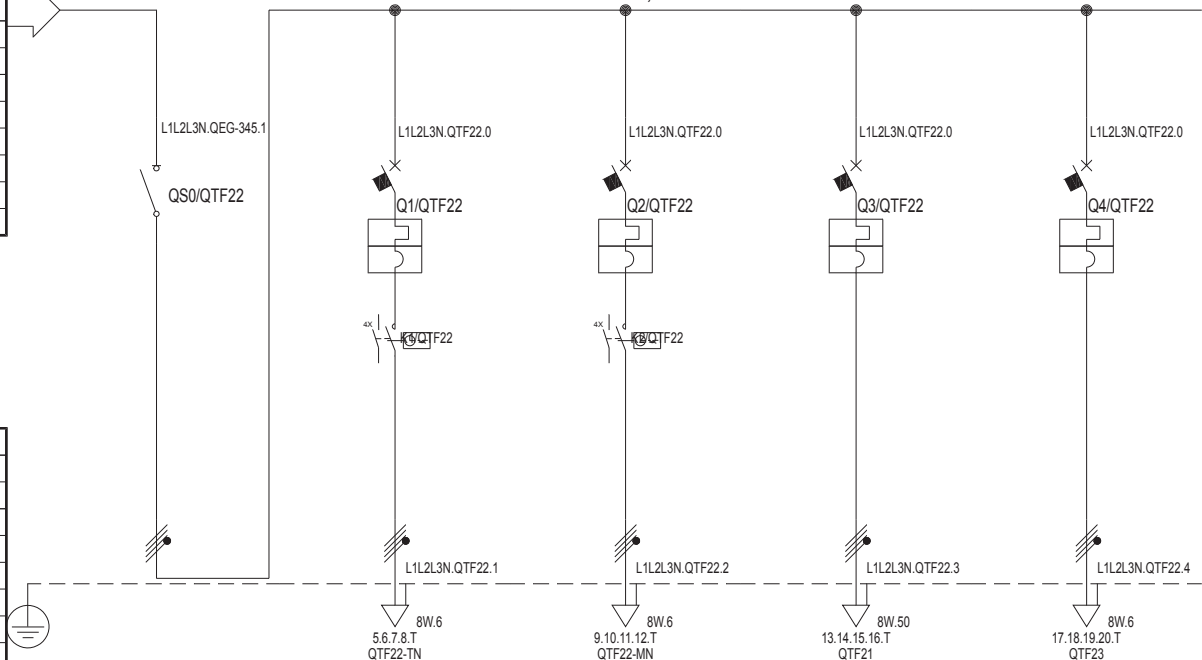 L1L2L3N.QEG-345.1
L1L2L3N.QTF22.0
L1L2L3N.QTF22.0
L1L2L3N.QTF22.0
L1L2L3N.QTF22.0
QS0/QTF22
Q1/QTF22
Q2/QTF22
Q3/QTF22
Q4/QTF22
4X
4X
L1L2L3N.QTF22.1
L1L2L3N.QTF22.2
L1L2L3N.QTF22.3
L1L2L3N.QTF22.4
8W.6
8W.6
8W.50
8W.6
5.6.7.8.T
9.10.11.12.T
13.14.15.16.T
17.18.19.20.T
QTF22-TN
QTF22-MN
QTF21
QTF23